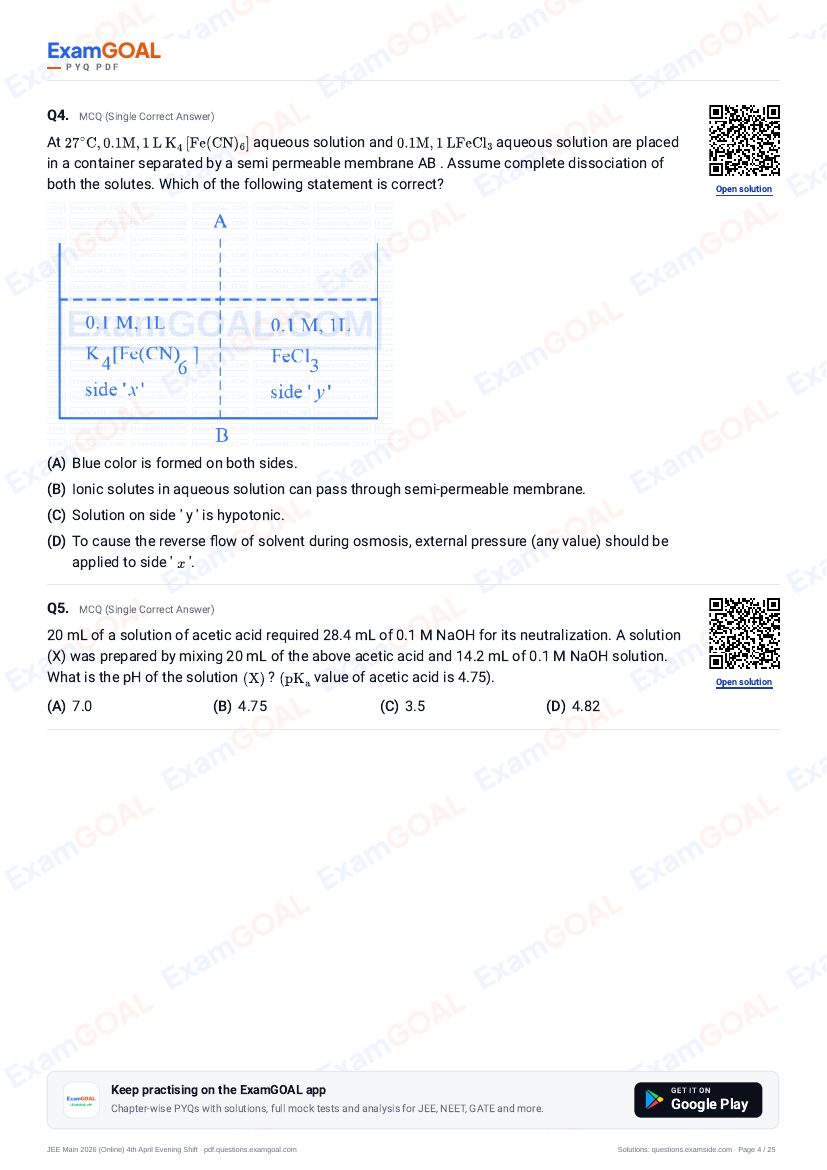 ExamGOAL
PYQ PDF
Q4. MCQ (Single Correct Answer)
At 27°C, 0.1M, 1 L K₄ [Fe(CN)₆] aqueous solution and 0.1M, 1 LFeCl₃ aqueous solution are placed
in a container separated by a semi permeable membrane AB . Assume complete dissociation of
both the solutes. Which of the following statement is correct?
Open solution
A
0.1 M, 1L
K₄[Fe(CN)₆ ]
side 'x'
0.1 M, 1L
FeCl₃
side ' y'
B
ExamGOAL.COM
(A) Blue color is formed on both sides.
(B) Ionic solutes in aqueous solution can pass through semi-permeable membrane.
(C) Solution on side ' y ' is hypotonic.
(D) To cause the reverse flow of solvent during osmosis, external pressure (any value) should be
applied to side ' x '.
Q5. MCQ (Single Correct Answer)
20 mL of a solution of acetic acid required 28.4 mL of 0.1 M NaOH for its neutralization. A solution
(X) was prepared by mixing 20 mL of the above acetic acid and 14.2 mL of 0.1 M NaOH solution.
What is the pH of the solution (X) ? (pKₐ value of acetic acid is 4.75).
Open solution
(A) 7.0 (B) 4.75 (C) 3.5 (D) 4.82
Keep practising on the ExamGOAL app
Chapter-wise PYQs with solutions, full mock tests and analysis for JEE, NEET, GATE and more.
GET IT ON
Google Play
JEE Main 2026 (Online) 4th April Evening Shift · pdf.questions.examgoal.com
Solutions: questions.examside.com · Page 4 / 25